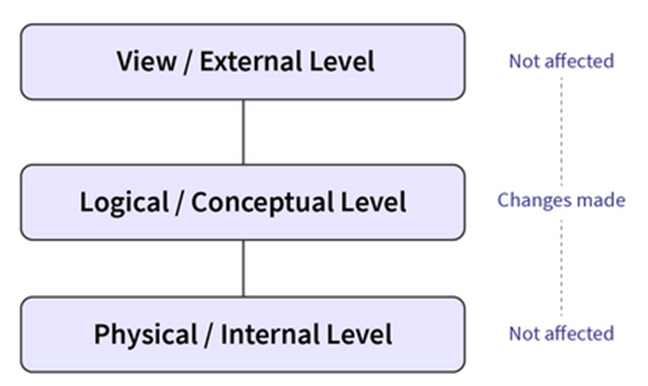 View / External Level
Not affected
Logical / Conceptual Level
Changes made
Physical / Internal Level
Not affected